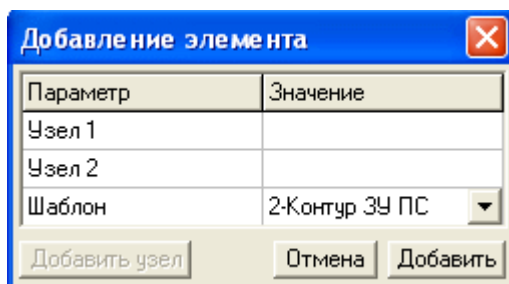 Добавление элемента
Параметр Значение
Узел 1
Узел 2
Шаблон 2-Контур ЗУ ПС
Добавить узел Отмена Добавить